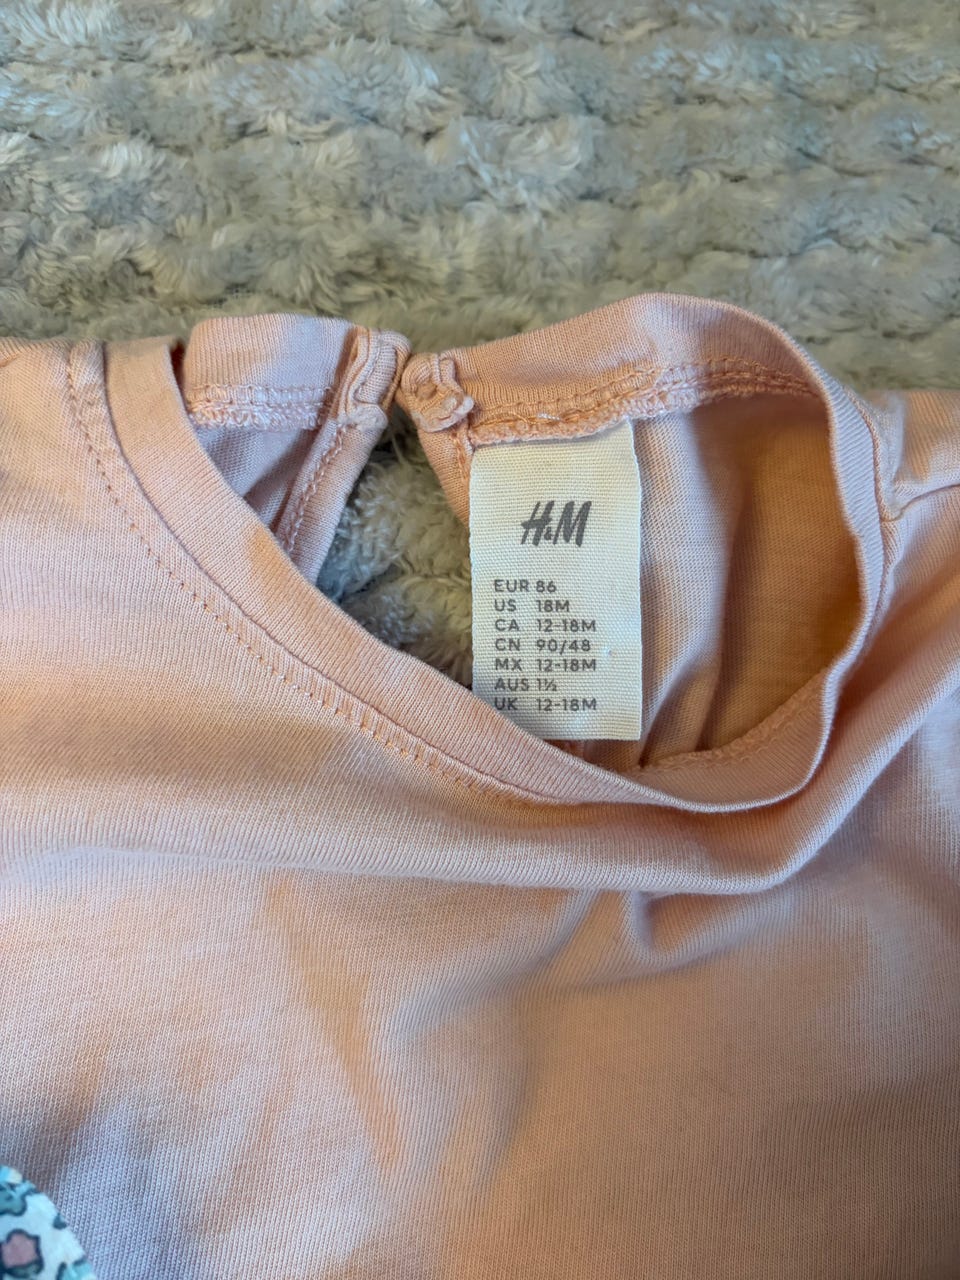 H&M
EUR 86
US 18M
CA 12-18M
CN 90/48
MX 12-18M
AUS 1½
UK 12-18M